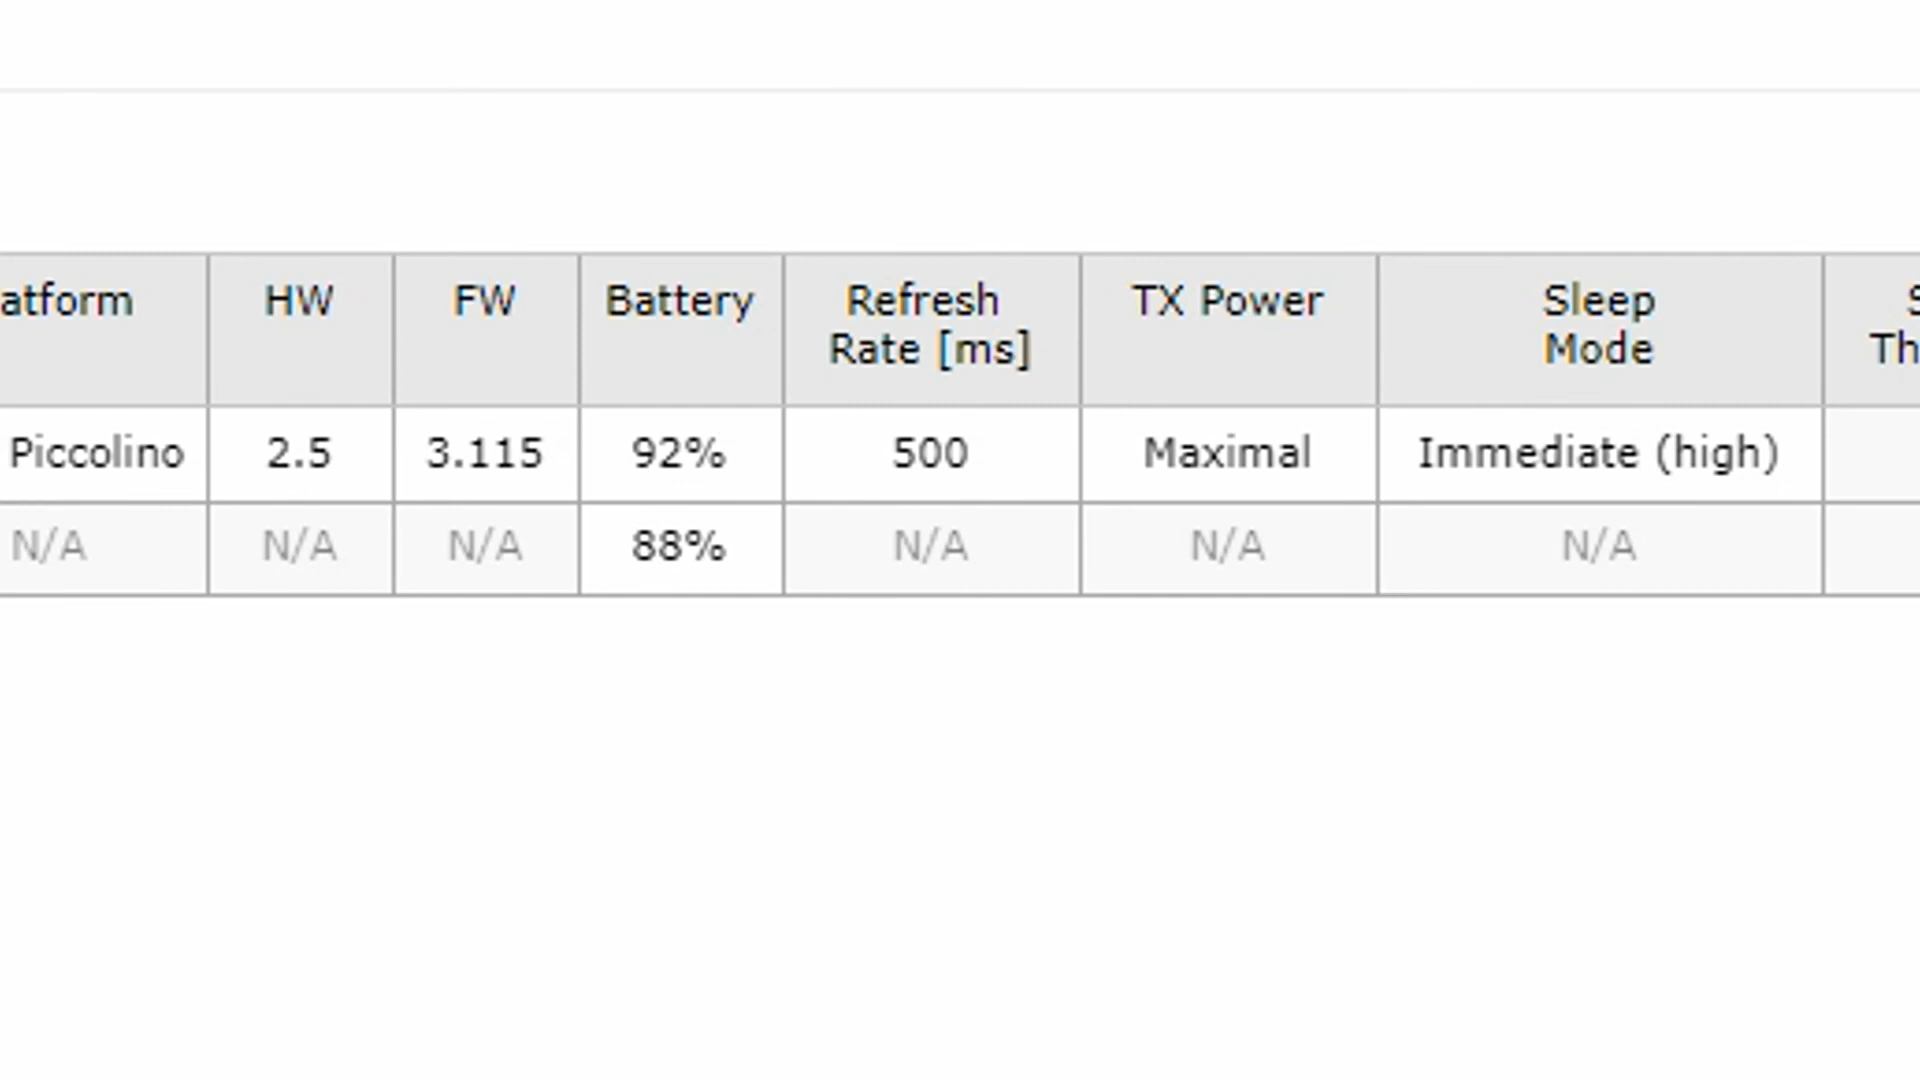 atform HW FW Battery Refresh Rate [ms] TX Power Sleep Mode
Piccolino 2.5 3.115 92% 500 Maximal Immediate (high)
N/A N/A N/A 88% N/A N/A N/A